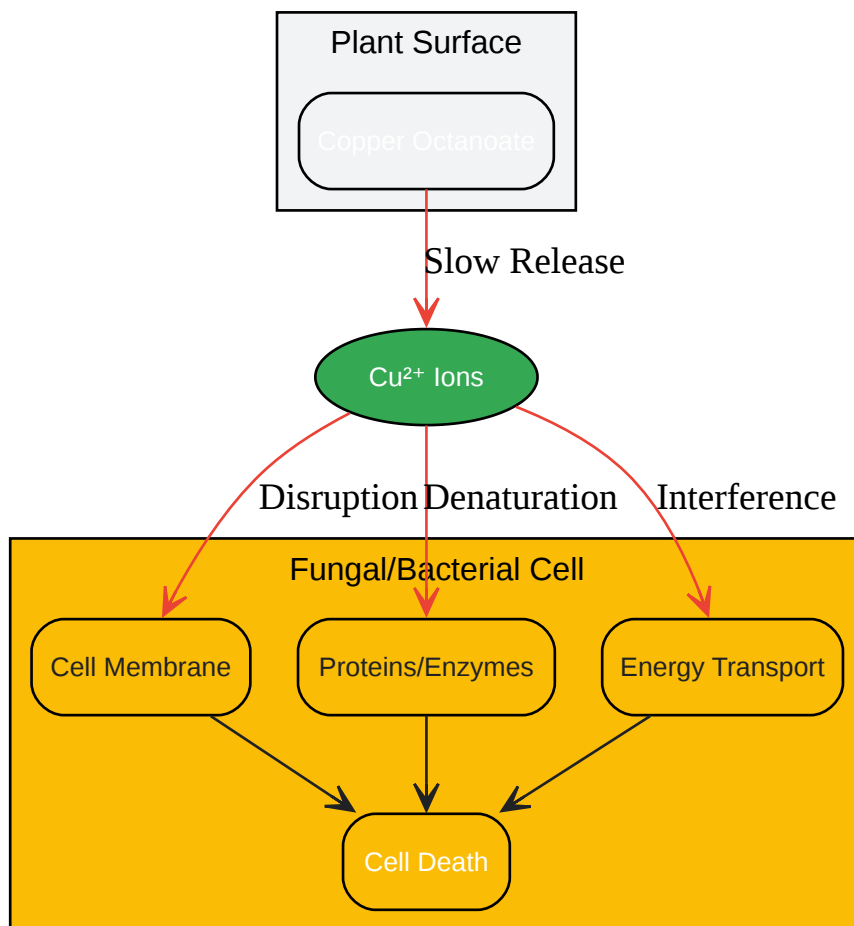 Plant Surface
Copper Octanoate
Slow Release
Cu²⁺ Ions
Disruption
Denaturation
Interference
Fungal/Bacterial Cell
Cell Membrane
Proteins/Enzymes
Energy Transport
Cell Death